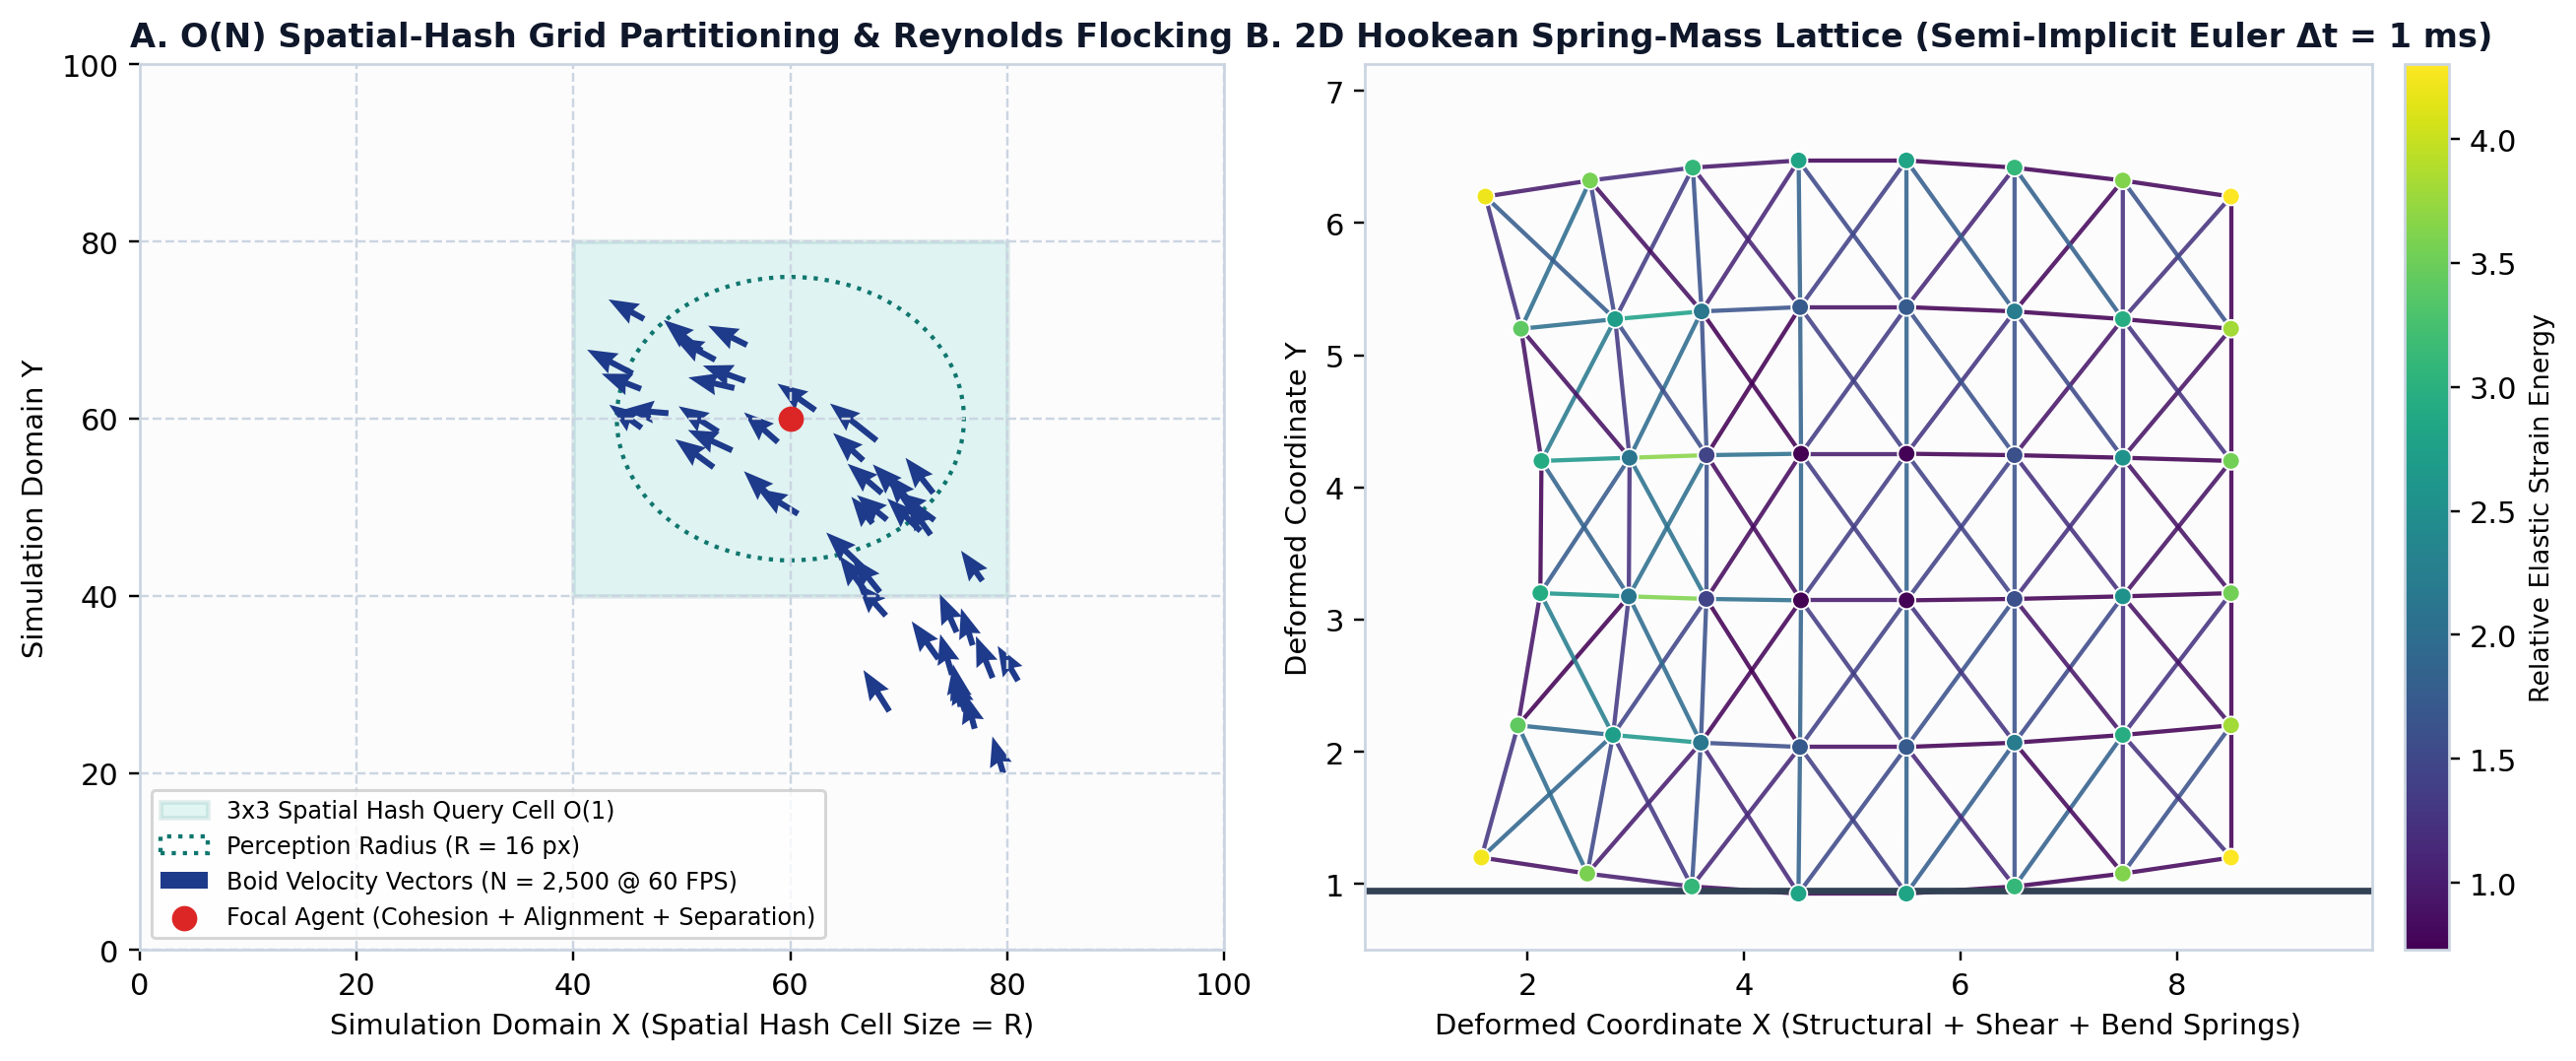 A. O(N) Spatial-Hash Grid Partitioning & Reynolds Flocking
Simulation Domain Y
100
80
60
40
20
0
3x3 Spatial Hash Query Cell O(1)
Perception Radius (R = 16 px)
Boid Velocity Vectors (N = 2,500 @ 60 FPS)
Focal Agent (Cohesion + Alignment + Separation)
0 20 40 60 80 100
Simulation Domain X (Spatial Hash Cell Size = R)
B. 2D Hookean Spring-Mass Lattice (Semi-Implicit Euler Δt = 1 ms)
Deformed Coordinate Y
7
6
5
4
3
2
1
2 4 6 8
Deformed Coordinate X (Structural + Shear + Bend Springs)
4.0
3.5
3.0
2.5
2.0
1.5
1.0
Relative Elastic Strain Energy